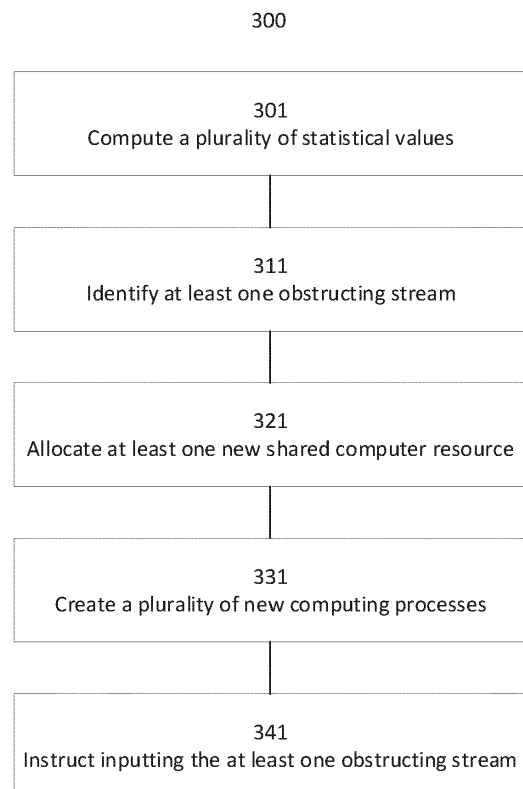 300
301
Compute a plurality of statistical values
311
Identify at least one obstructing stream
321
Allocate at least one new shared computer resource
331
Create a plurality of new computing processes
341
Instruct inputting the at least one obstructing stream